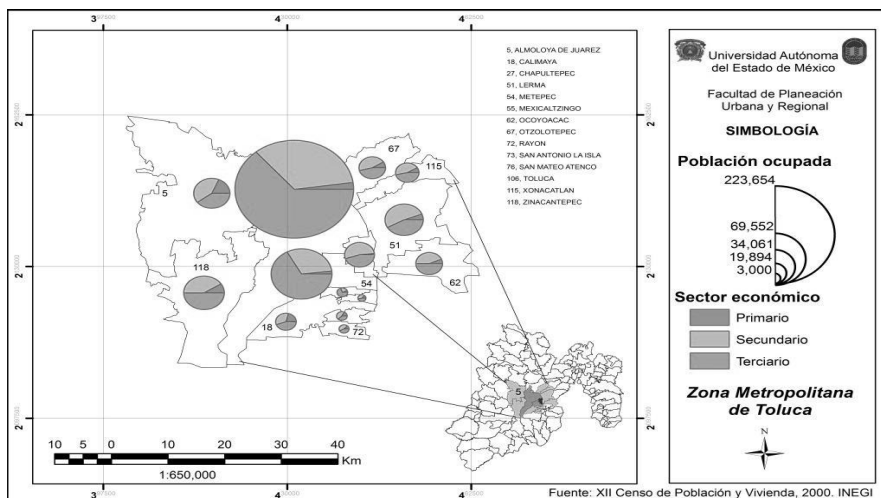 5, ALMOLOYA DE JUAREZ
18, CALIMAYA
27, CHAPULTEPEC
51, LERMA
54, METEPEC
55, MEXICALTZINGO
62, OCOYOACAC
67, OTZOLOTEPEC
72, RAYON
73, SAN ANTONIO LA ISLA
76, SAN MATEO ATENCO
106, TOLUCA
115, XONACATLAN
118, ZINACANTEPEC
67
115
5
51
118
62
54
18
72
5
10 5 0 10 20 30 40
Km
1:650,000
Universidad Autónoma
del Estado de México
Facultad de Planeación
Urbana y Regional
SIMBOLOGÍA
Población ocupada
223,654
69,552
34,061
19,894
3,000
Sector económico
Primario
Secundario
Terciario
Zona Metropolitana
de Toluca
N
Fuente: XII Censo de Población y Vivienda, 2000. INEGI